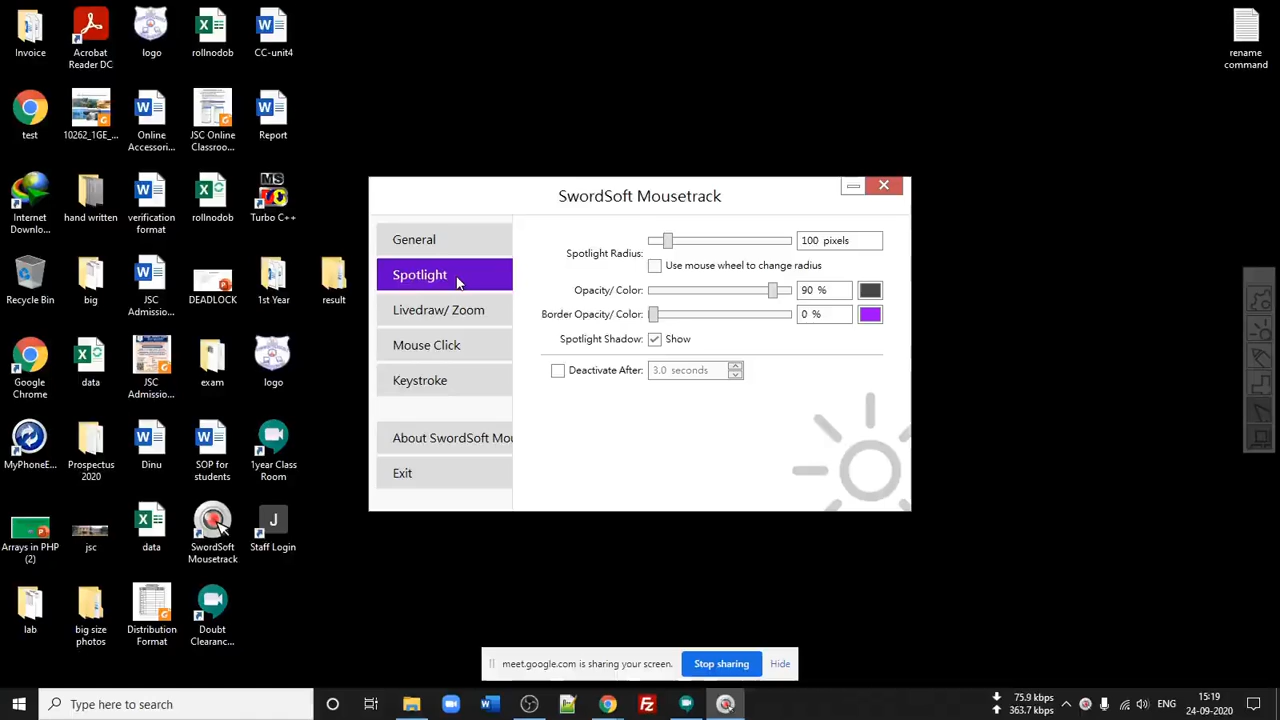 Invoice
Acrobat
Reader DC
logo
rollnodob
CC-unit4
rename
command
test
10262_1GE_...
Online
Accessori...
JSC Online
Classroo...
Report
Internet
Downlo...
hand written
verification
format
rollnodob
MS
Turbo C++
Recycle Bin
big
JSC
Admissio...
DEADLOCK
1st Year
result
Google
Chrome
data
JSC
Admissio...
exam
logo
MyPhoneE...
Prospectus
2020
Dinu
SOP for
students
1year Class
Room
Arrays in PHP
(2)
jsc
data
SwordSoft
Mousetrack
J
Staff Login
lab
big size
photos
Distribution
Format
Doubt
Clearanc...
SwordSoft Mousetrack
General
Spotlight
Livedraw/ Zoom
Mouse Click
Keystroke
About SwordSoft Mou
Exit
Spotlight Radius:
100 pixels
Use mouse wheel to change radius
Opacity/ Color:
90 %
Border Opacity/ Color:
0 %
Spotlight Shadow:
Show
Deactivate After:
3.0 seconds
meet.google.com is sharing your screen.
Stop sharing
Hide
Type here to search
75.9 kbps
363.7 kbps
ENG
15:19
24-09-2020